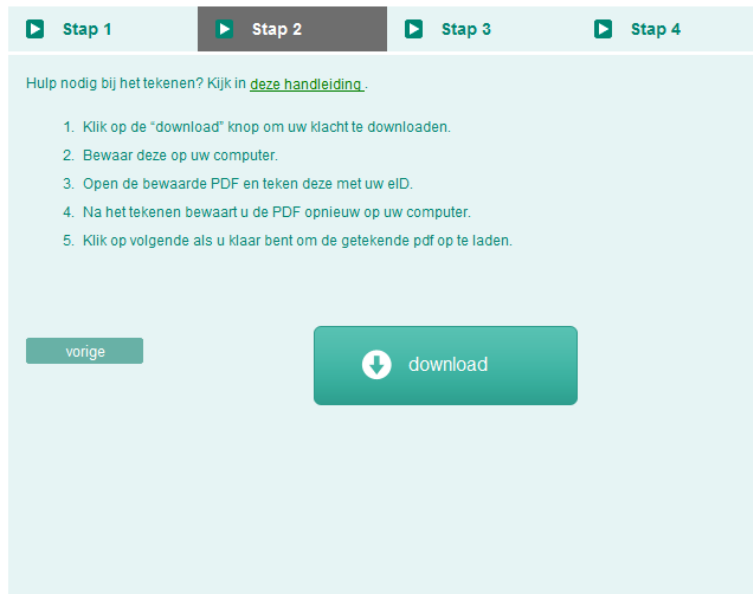 Stap 1 Stap 2 Stap 3 Stap 4
Hulp nodig bij het tekenen? Kijk in deze handleiding .
1. Klik op de “download” knop om uw klacht te downloaden.
2. Bewaar deze op uw computer.
3. Open de bewaarde PDF en teken deze met uw eID.
4. Na het tekenen bewaart u de PDF opnieuw op uw computer.
5. Klik op volgende als u klaar bent om de getekende pdf op te laden.
vorige
download